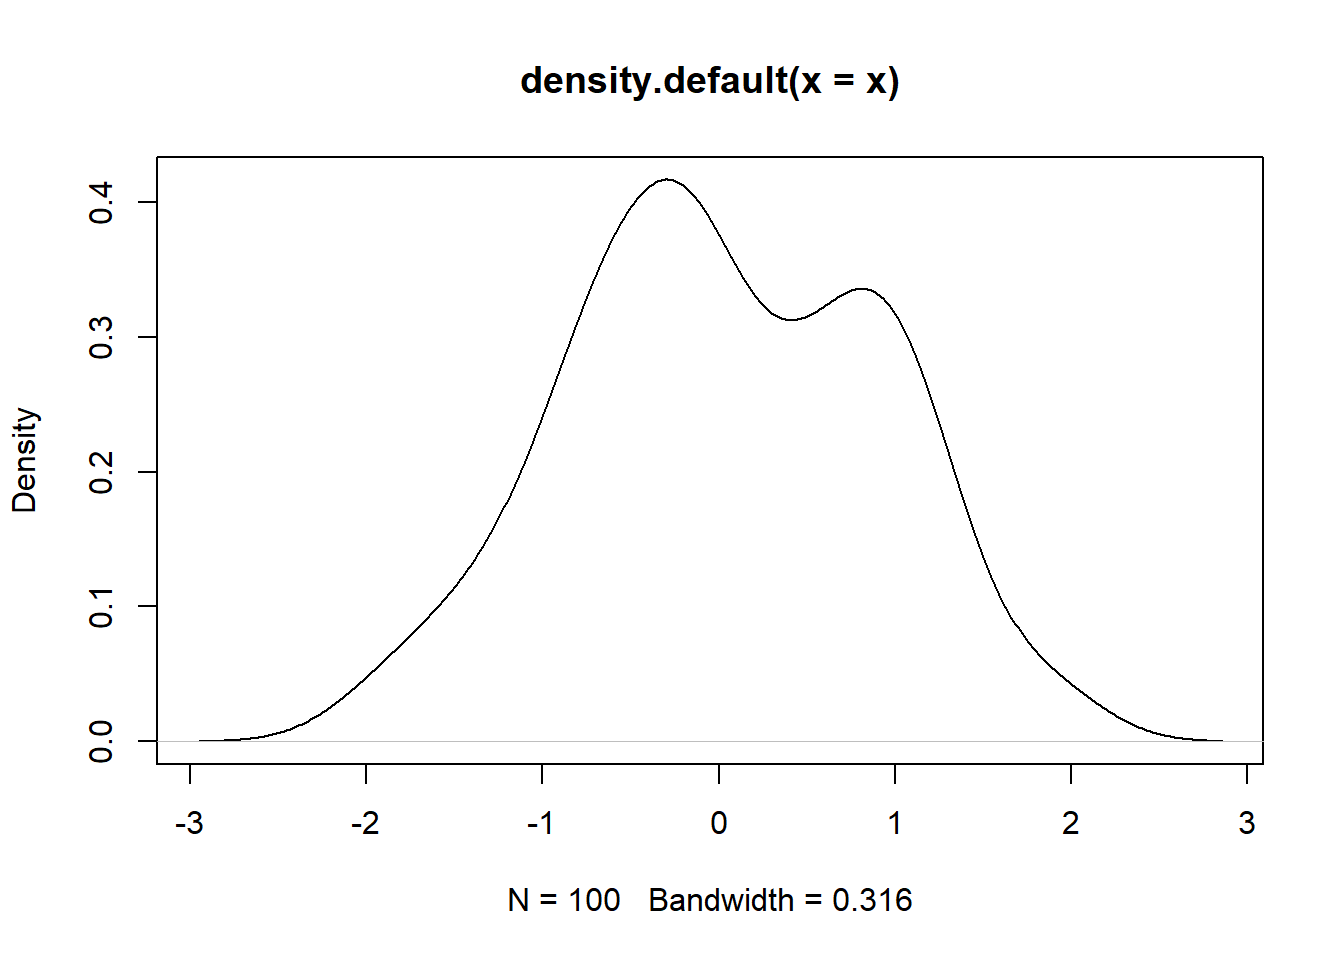 density.default(x = x)
Density
0.4
0.3
0.2
0.1
0.0
-3 -2 -1 0 1 2 3
N = 100 Bandwidth = 0.316